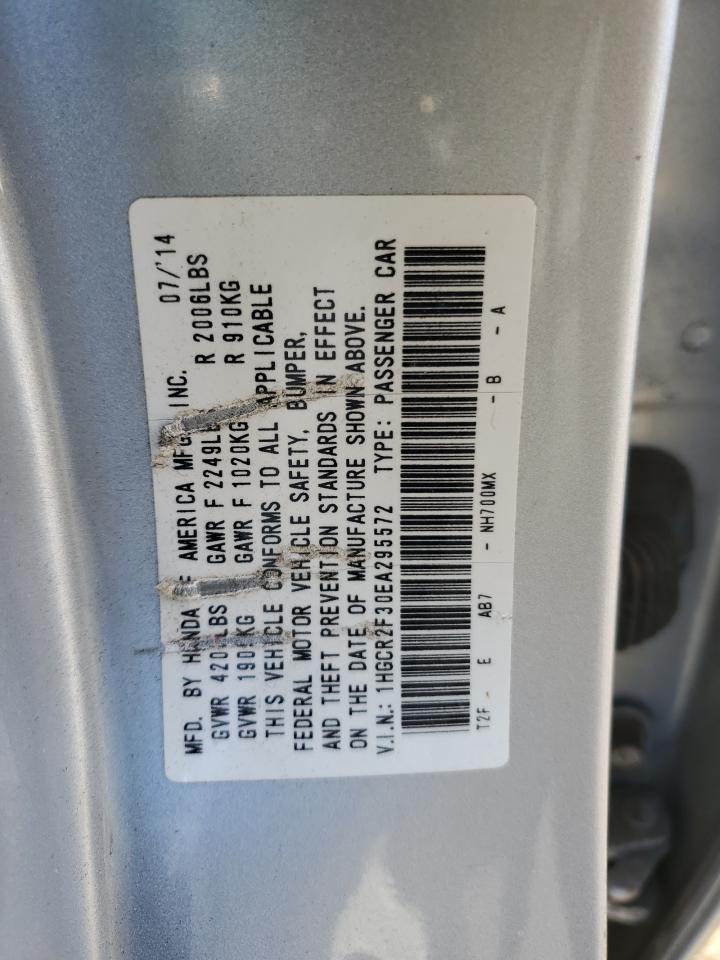 MFD. BY HONDA OF AMERICA MFG. INC. 07/'14
GVWR LBS GAWR F 2249LBS R 2006LBS
GVWR KG GAWR F 1020KG R 910KG
THIS VEHICLE CONFORMS TO ALL APPLICABLE
FEDERAL MOTOR VEHICLE SAFETY, BUMPER,
AND THEFT PREVENTION STANDARDS IN EFFECT
ON THE DATE OF MANUFACTURE SHOWN ABOVE.
V.I.N.: 1HGCR2F30EA295572 TYPE: PASSENGER CAR
T2F - E AB7 - NH700MX - B - A